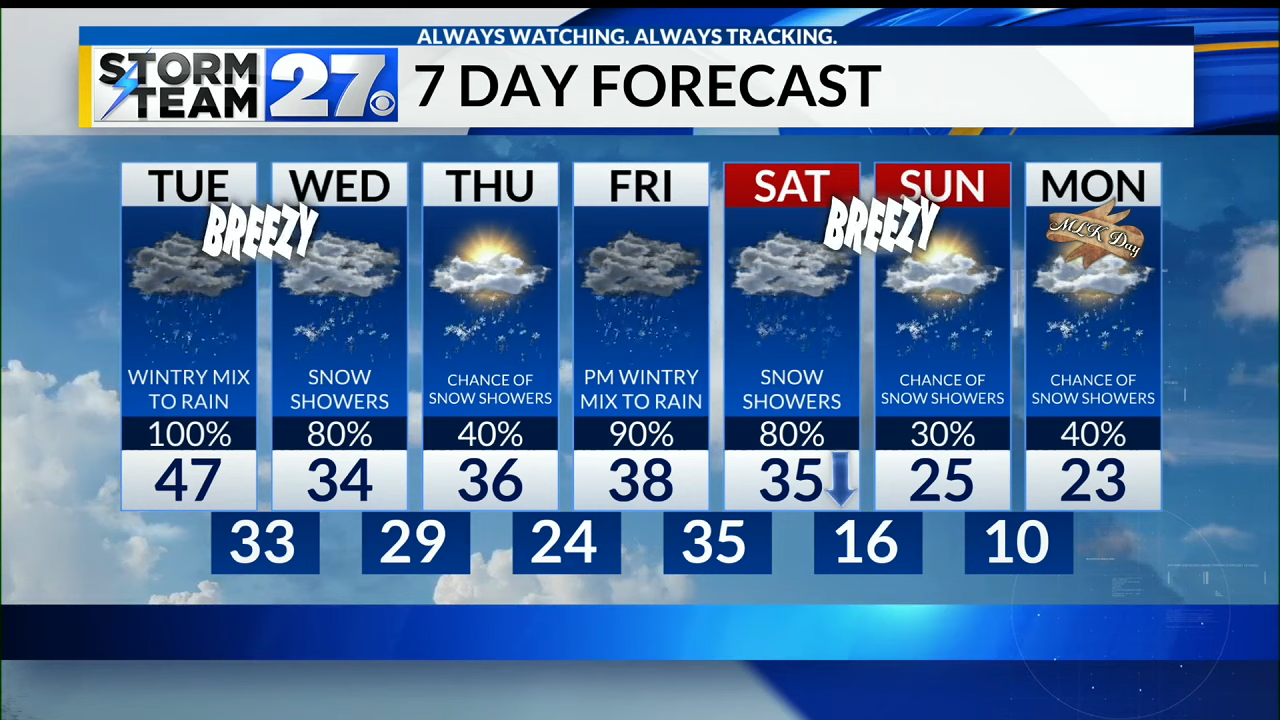 ALWAYS WATCHING. ALWAYS TRACKING.
STORM
TEAM
27
7 DAY FORECAST
TUE
WED
THU
FRI
SAT
SUN
MON
BREEZY
BREEZY
MLK Day
WINTRY MIX
TO RAIN
SNOW
SHOWERS
CHANCE OF
SNOW SHOWERS
PM WINTRY
MIX TO RAIN
SNOW
SHOWERS
CHANCE OF
SNOW SHOWERS
CHANCE OF
SNOW SHOWERS
100%
80%
40%
90%
80%
30%
40%
47
34
36
38
35
25
23
33
29
24
35
16
10